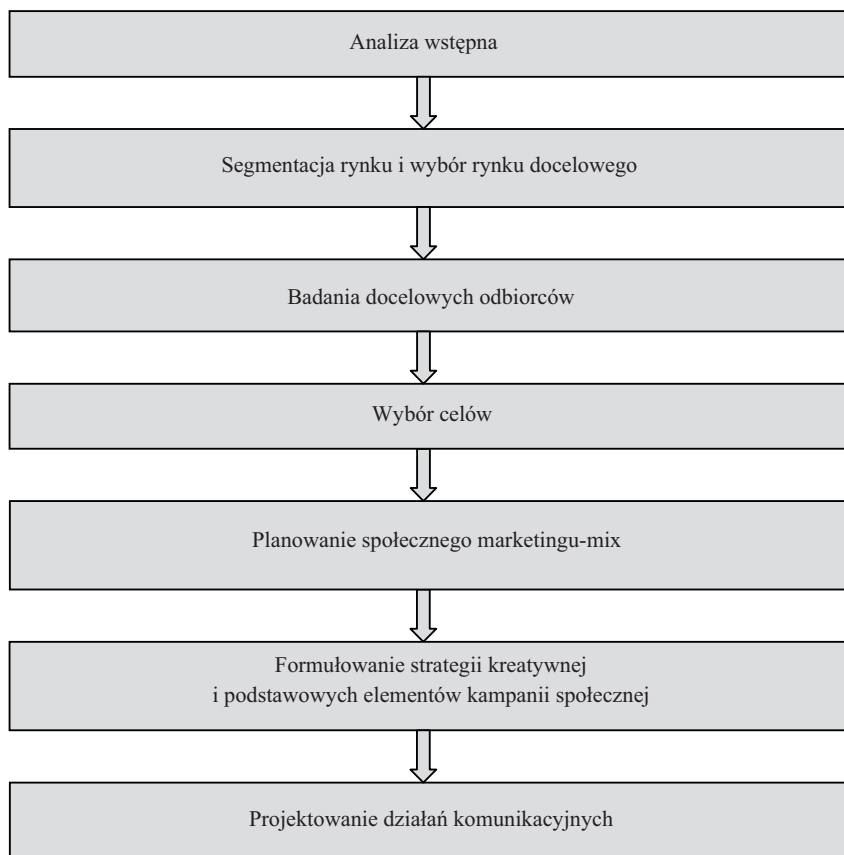 Analiza wstępna
Segmentacja rynku i wybór rynku docelowego
Badania docelowych odbiorców
Wybór celów
Planowanie społecznego marketingu-mix
Formułowanie strategii kreatywnej
i podstawowych elementów kampanii społecznej
Projektowanie działań komunikacyjnych